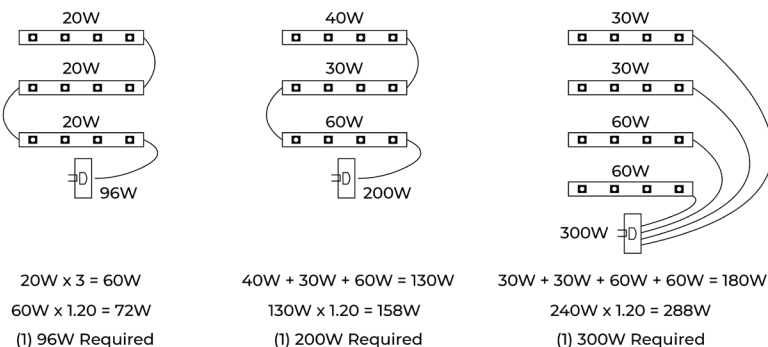 20W
20W
20W
96W
20W x 3 = 60W
60W x 1.20 = 72W
(1) 96W Required
40W
30W
60W
200W
40W + 30W + 60W = 130W
130W x 1.20 = 158W
(1) 200W Required
30W
30W
60W
60W
300W
30W + 30W + 60W + 60W = 180W
240W x 1.20 = 288W
(1) 300W Required